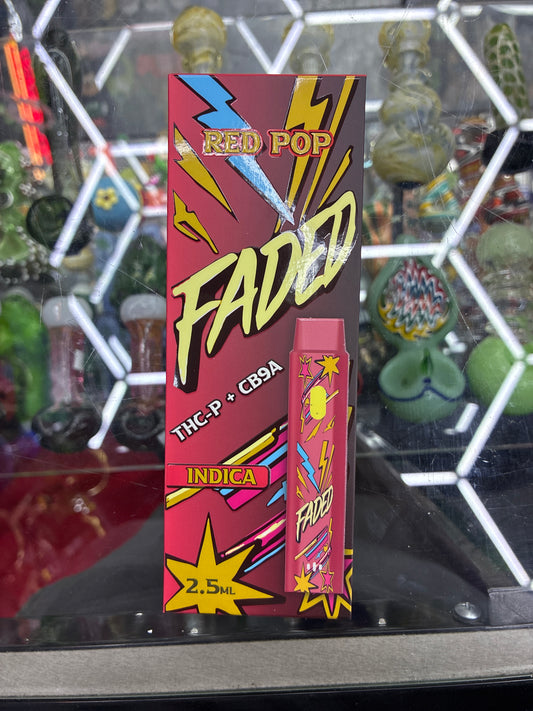 RED POP
FADED
THC-P + CB9A
INDICA
FADED
2.5ML